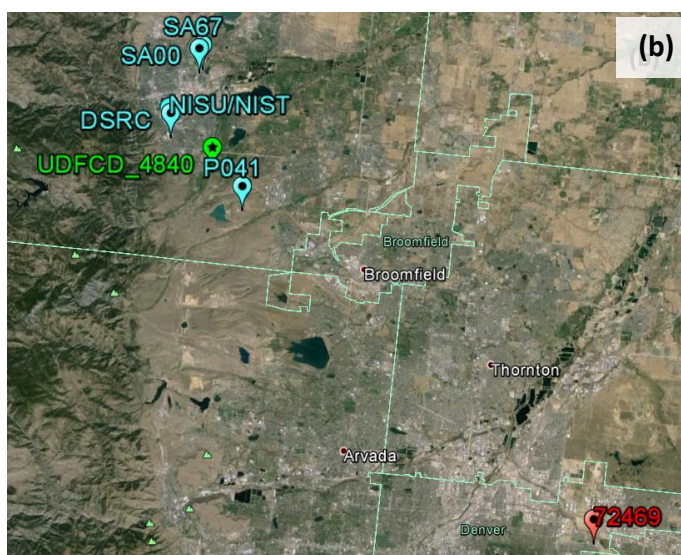 (b)
SA67
SA00
NISU/NIST
DSRC
UDFCD_4840
P041
Broomfield
Broomfield
Thornton
Arvada
72469
Denver